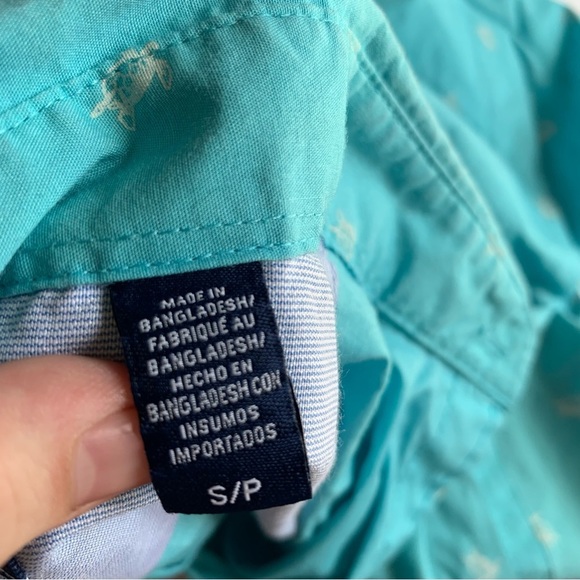 MADE IN
BANGLADESH/
FABRIQUÉ AU
BANGLADESH/
HECHO EN
BANGLADESH CON
INSUMOS
IMPORTADOS
S/P